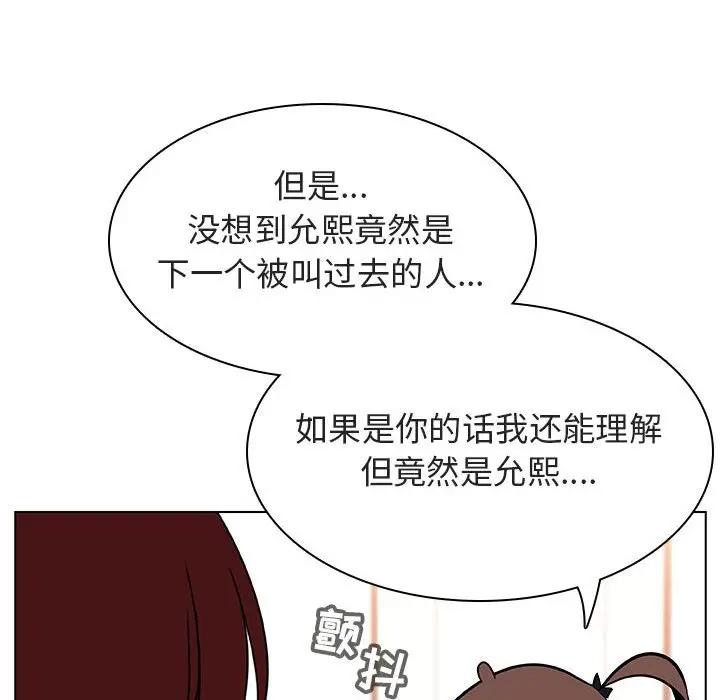 但是...
没想到允熙竟然是
下一个被叫过去的人...
如果是你的话我还能理解
但竟然是允熙....
颤抖